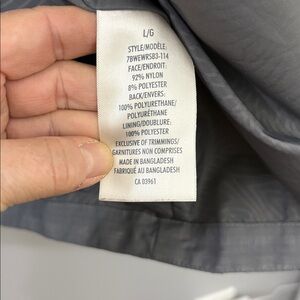 L/G
STYLE/MODÈLE:
7BWEWRSB3-114
FACE/ENDROIT:
92% NYLON
8% POLYESTER
BACK/ENVERS:
100% POLYURETHANE/
POLYURÉTHANE
LINING/DOUBLURE:
100% POLYESTER
EXCLUSIVE OF TRIMMINGS/
GARNITURES NON COMPRISES
MADE IN BANGLADESH
FABRIQUÉ AU BANGLADESH
CA 03961